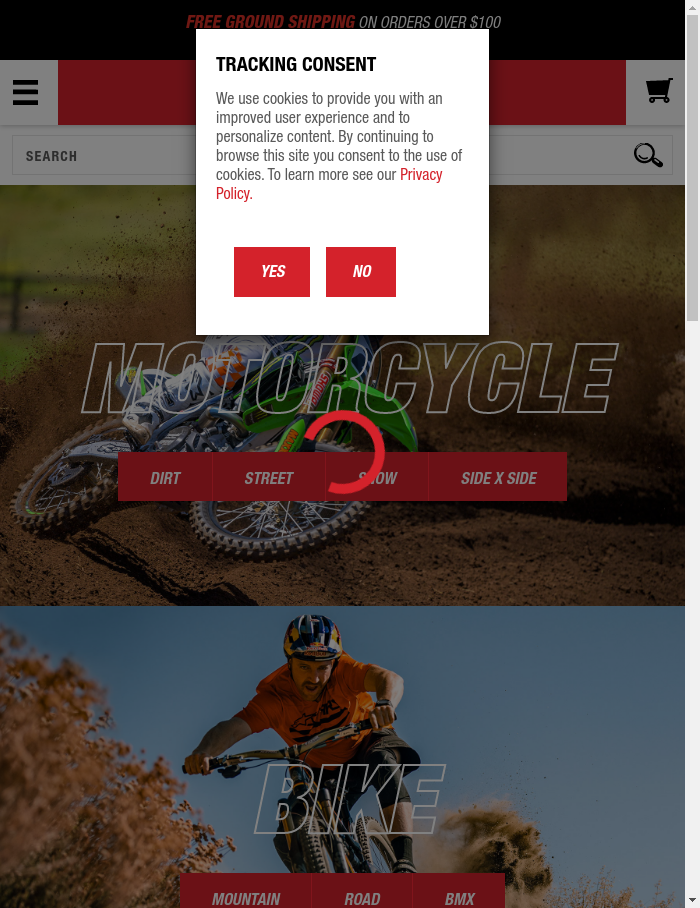 FREE GROUND SHIPPING ON ORDERS OVER $100
TRACKING CONSENT
We use cookies to provide you with an
improved user experience and to
personalize content. By continuing to
browse this site you consent to the use of
cookies. To learn more see our Privacy
Policy.
YES NO
SEARCH
MOTORCYCLE
DIRT STREET SNOW SIDE X SIDE
BIKE
MOUNTAIN ROAD BMX